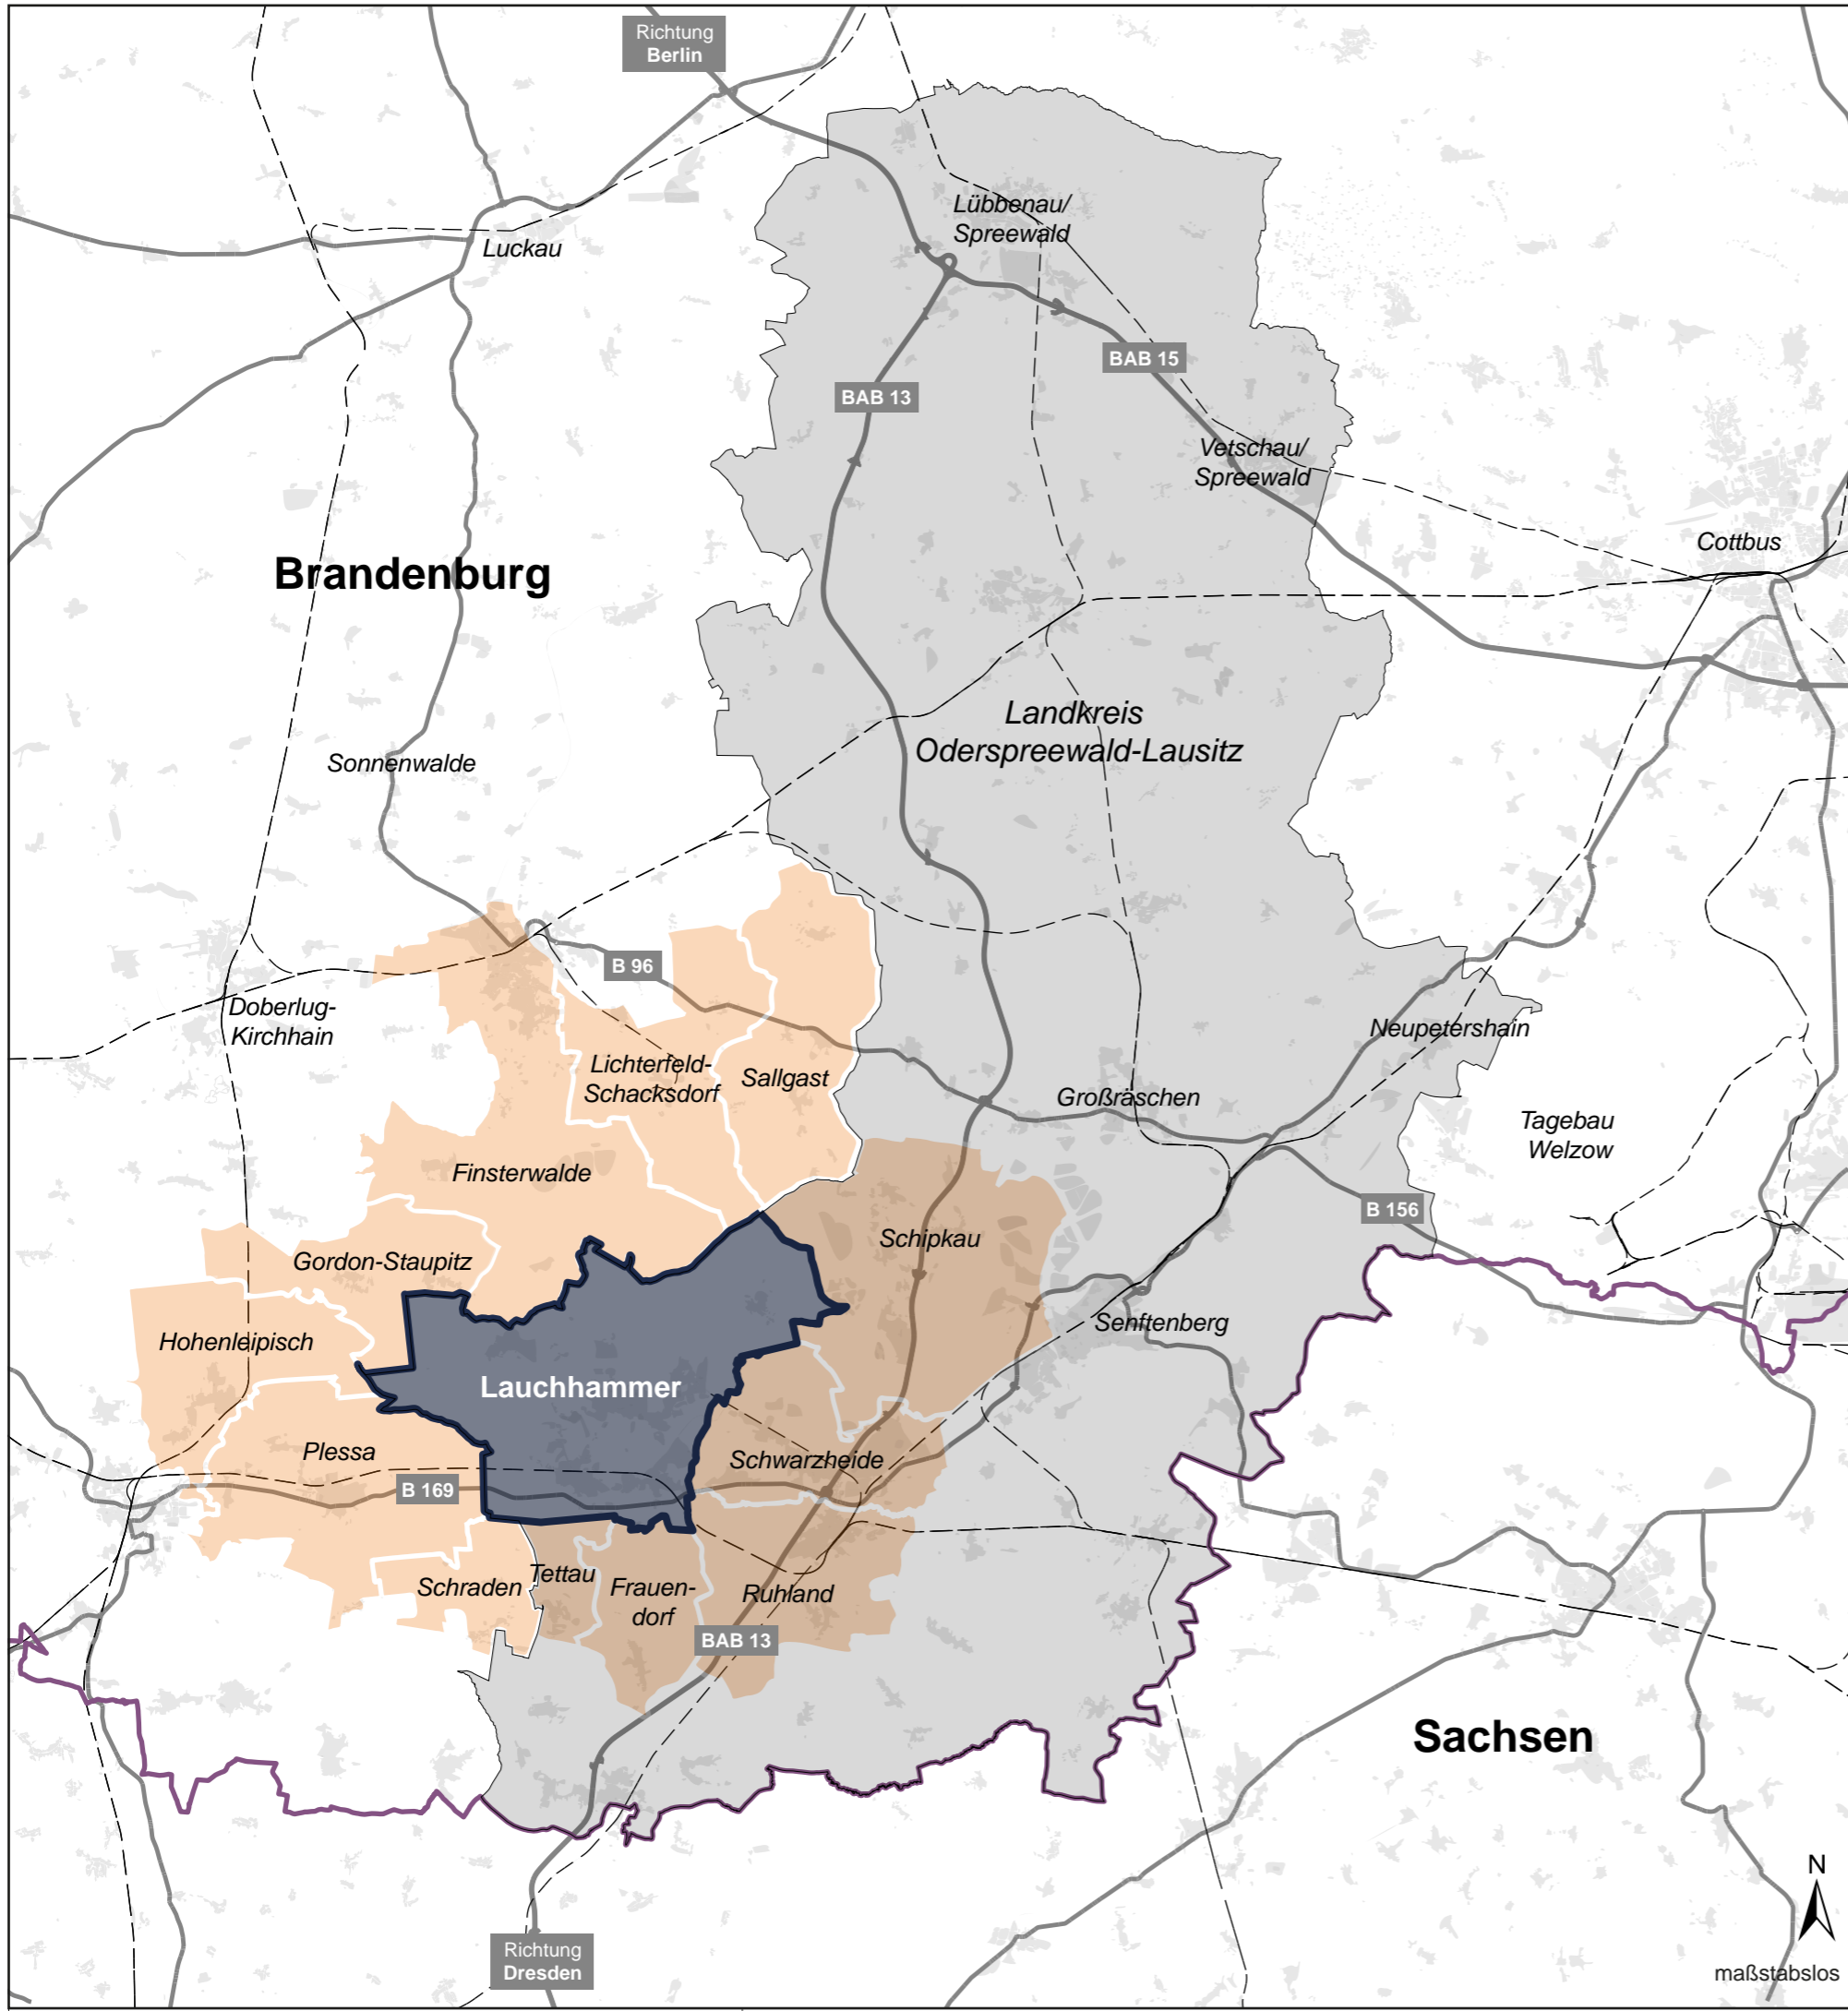 Richtung
Berlin
Lübbenau/
Spreewald
Luckau
BAB 15
BAB 13
Vetschau/
Spreewald
Cottbus
Brandenburg
Landkreis
Oderspreewald-Lausitz
Sonnenwalde
B 96
Doberlug-
Kirchhain
Neupetershain
Lichterfeld-
Schacksdorf
Sallgast
Großräschen
Tagebau
Welzow
Finsterwalde
B 156
Schipkau
Gordon-Staupitz
Senftenberg
Hohenleipisch
Lauchhammer
Plessa
Schwarzheide
B 169
Tettau
Schraden
Frauen-
dorf
Ruhland
BAB 13
Sachsen
N
Richtung
Dresden
maßstabslos